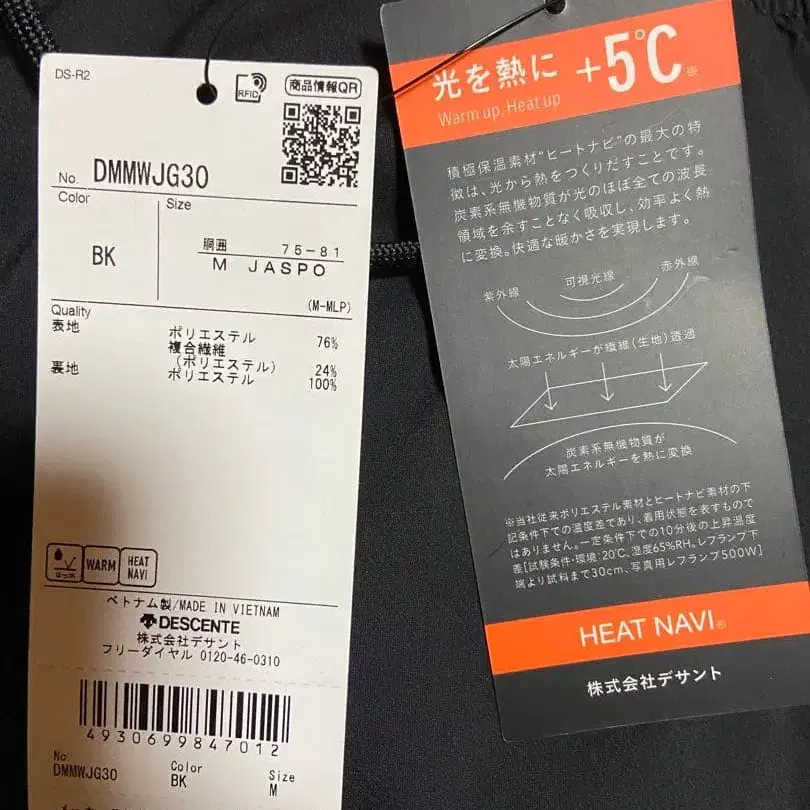 DS-R2
RFID
商品情報QR
No. DMMWJG30
Color
Size
BK
胴囲 75-81
M JASPO
(M-MLP)
Quality
表地 ポリエステル 76%
複合繊維
(ポリエステル) 24%
裏地 ポリエステル 100%
はっ水
WARM
HEAT NAVI
ベトナム製/MADE IN VIETNAM
DESCENTE
株式会社デサント
フリーダイヤル 0120-46-0310
4930699847012
No Color Size
DMMWJG30 BK M
光を熱に +5℃※
Warm up, Heat up
積極保温素材"ヒートナビ"の最大の特
徴は、光から熱をつくりだすことです。
炭素系無機物質が光のほぼ全ての波長
領域を余すことなく吸収し、効率よく熱
に変換。快適な暖かさを実現します。
紫外線 可視光線 赤外線
太陽エネルギーが繊維(生地)透過
炭素系無機物質が
太陽エネルギーを熱に変換
※当社従来ポリエステル素材とヒートナビ素材の下
記条件下での温度差であり、着用状態を表すもので
はありません。一定条件下での10分後の上昇温度
差[試験条件・環境:20℃、湿度65%RH。レフランプ下
端より試料まで30cm、写真用レフランプ500W]
HEAT NAVI®
株式会社デサント